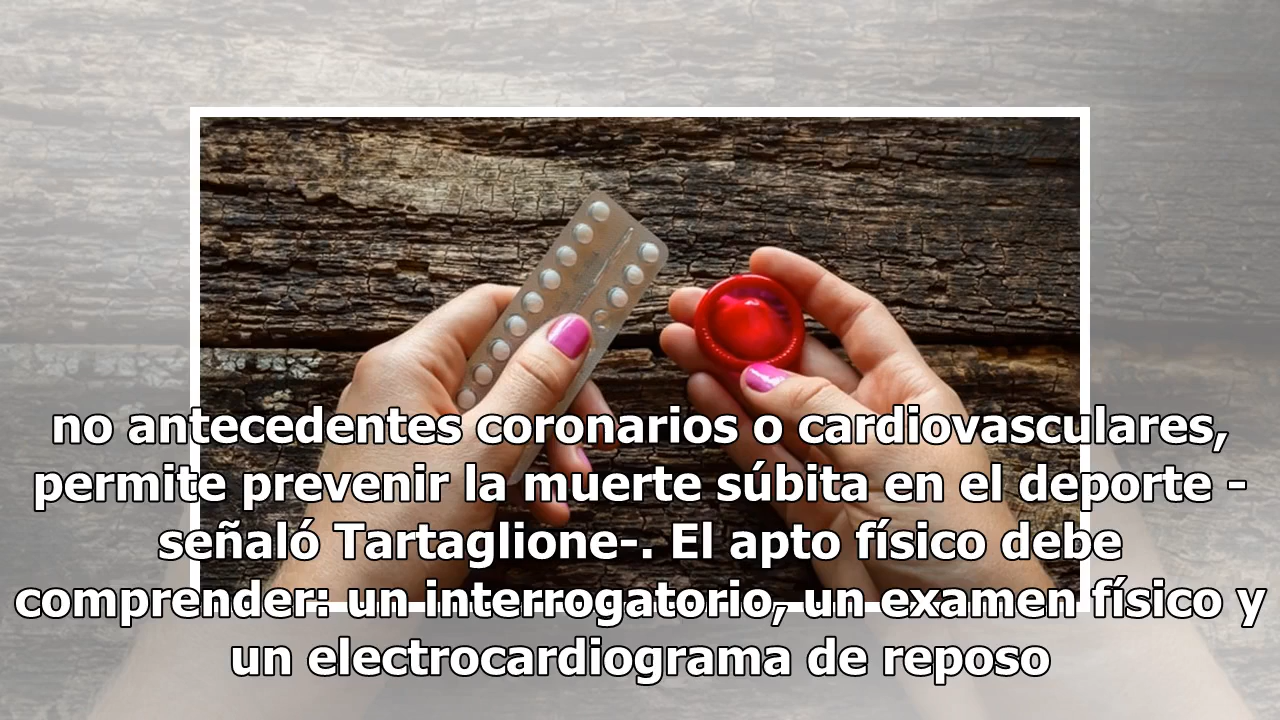 no antecedentes coronarios o cardiovasculares,
permite prevenir la muerte súbita en el deporte -
señaló Tartaglione-. El apto físico debe
comprender: un interrogatorio, un examen físico y
un electrocardiograma de reposo